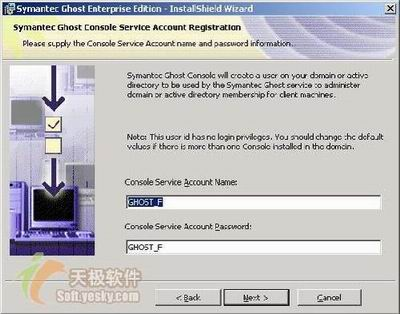 Symantec Ghost Enterprise Edition - InstallShield Wizard
Symantec Ghost Console Service Account Registration
Please supply the Console Service Account name and password information.
Symantec Ghost Console will create a user on your domain or active
directory to be used by the Symantec Ghost service to administer
domain or active directory membership for client machines.
Note: This user id has no login privileges. You should change the default
values if there is more than one Console installed in the domain.
Console Service Account Name:
GHOST_F
Console Service Account Password:
GHOST_F
天极软件
Soft.yesky.com
< Back
Next >
Cancel